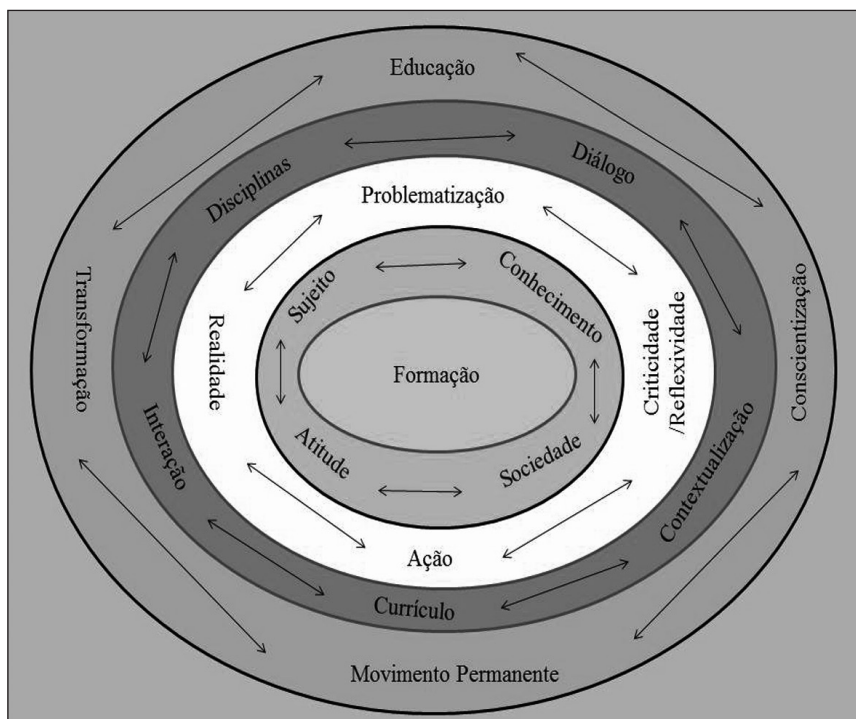 Educação
Diálogo
Disciplinas
Problematização
Conhecimento
Sujeito
Transformação
Realidade
Formação
Criticidade
/Reflexividade
Conscientização
Interação
Atitude
Sociedade
Contextualização
Ação
Currículo
Movimento Permanente